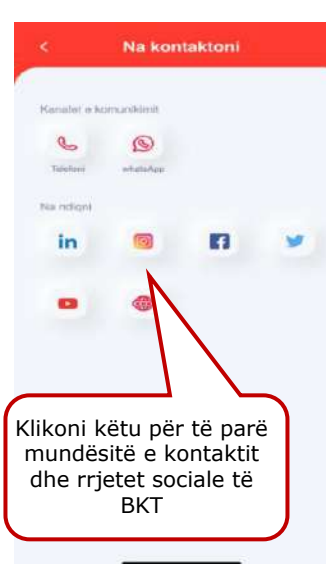 Na kontaktoni
Kanalet e komunikimit
Telefoni
whatsApp
Na ndiqni
in
Klikoni këtu për të parë
mundësitë e kontaktit
dhe rrjetet sociale të
BKT